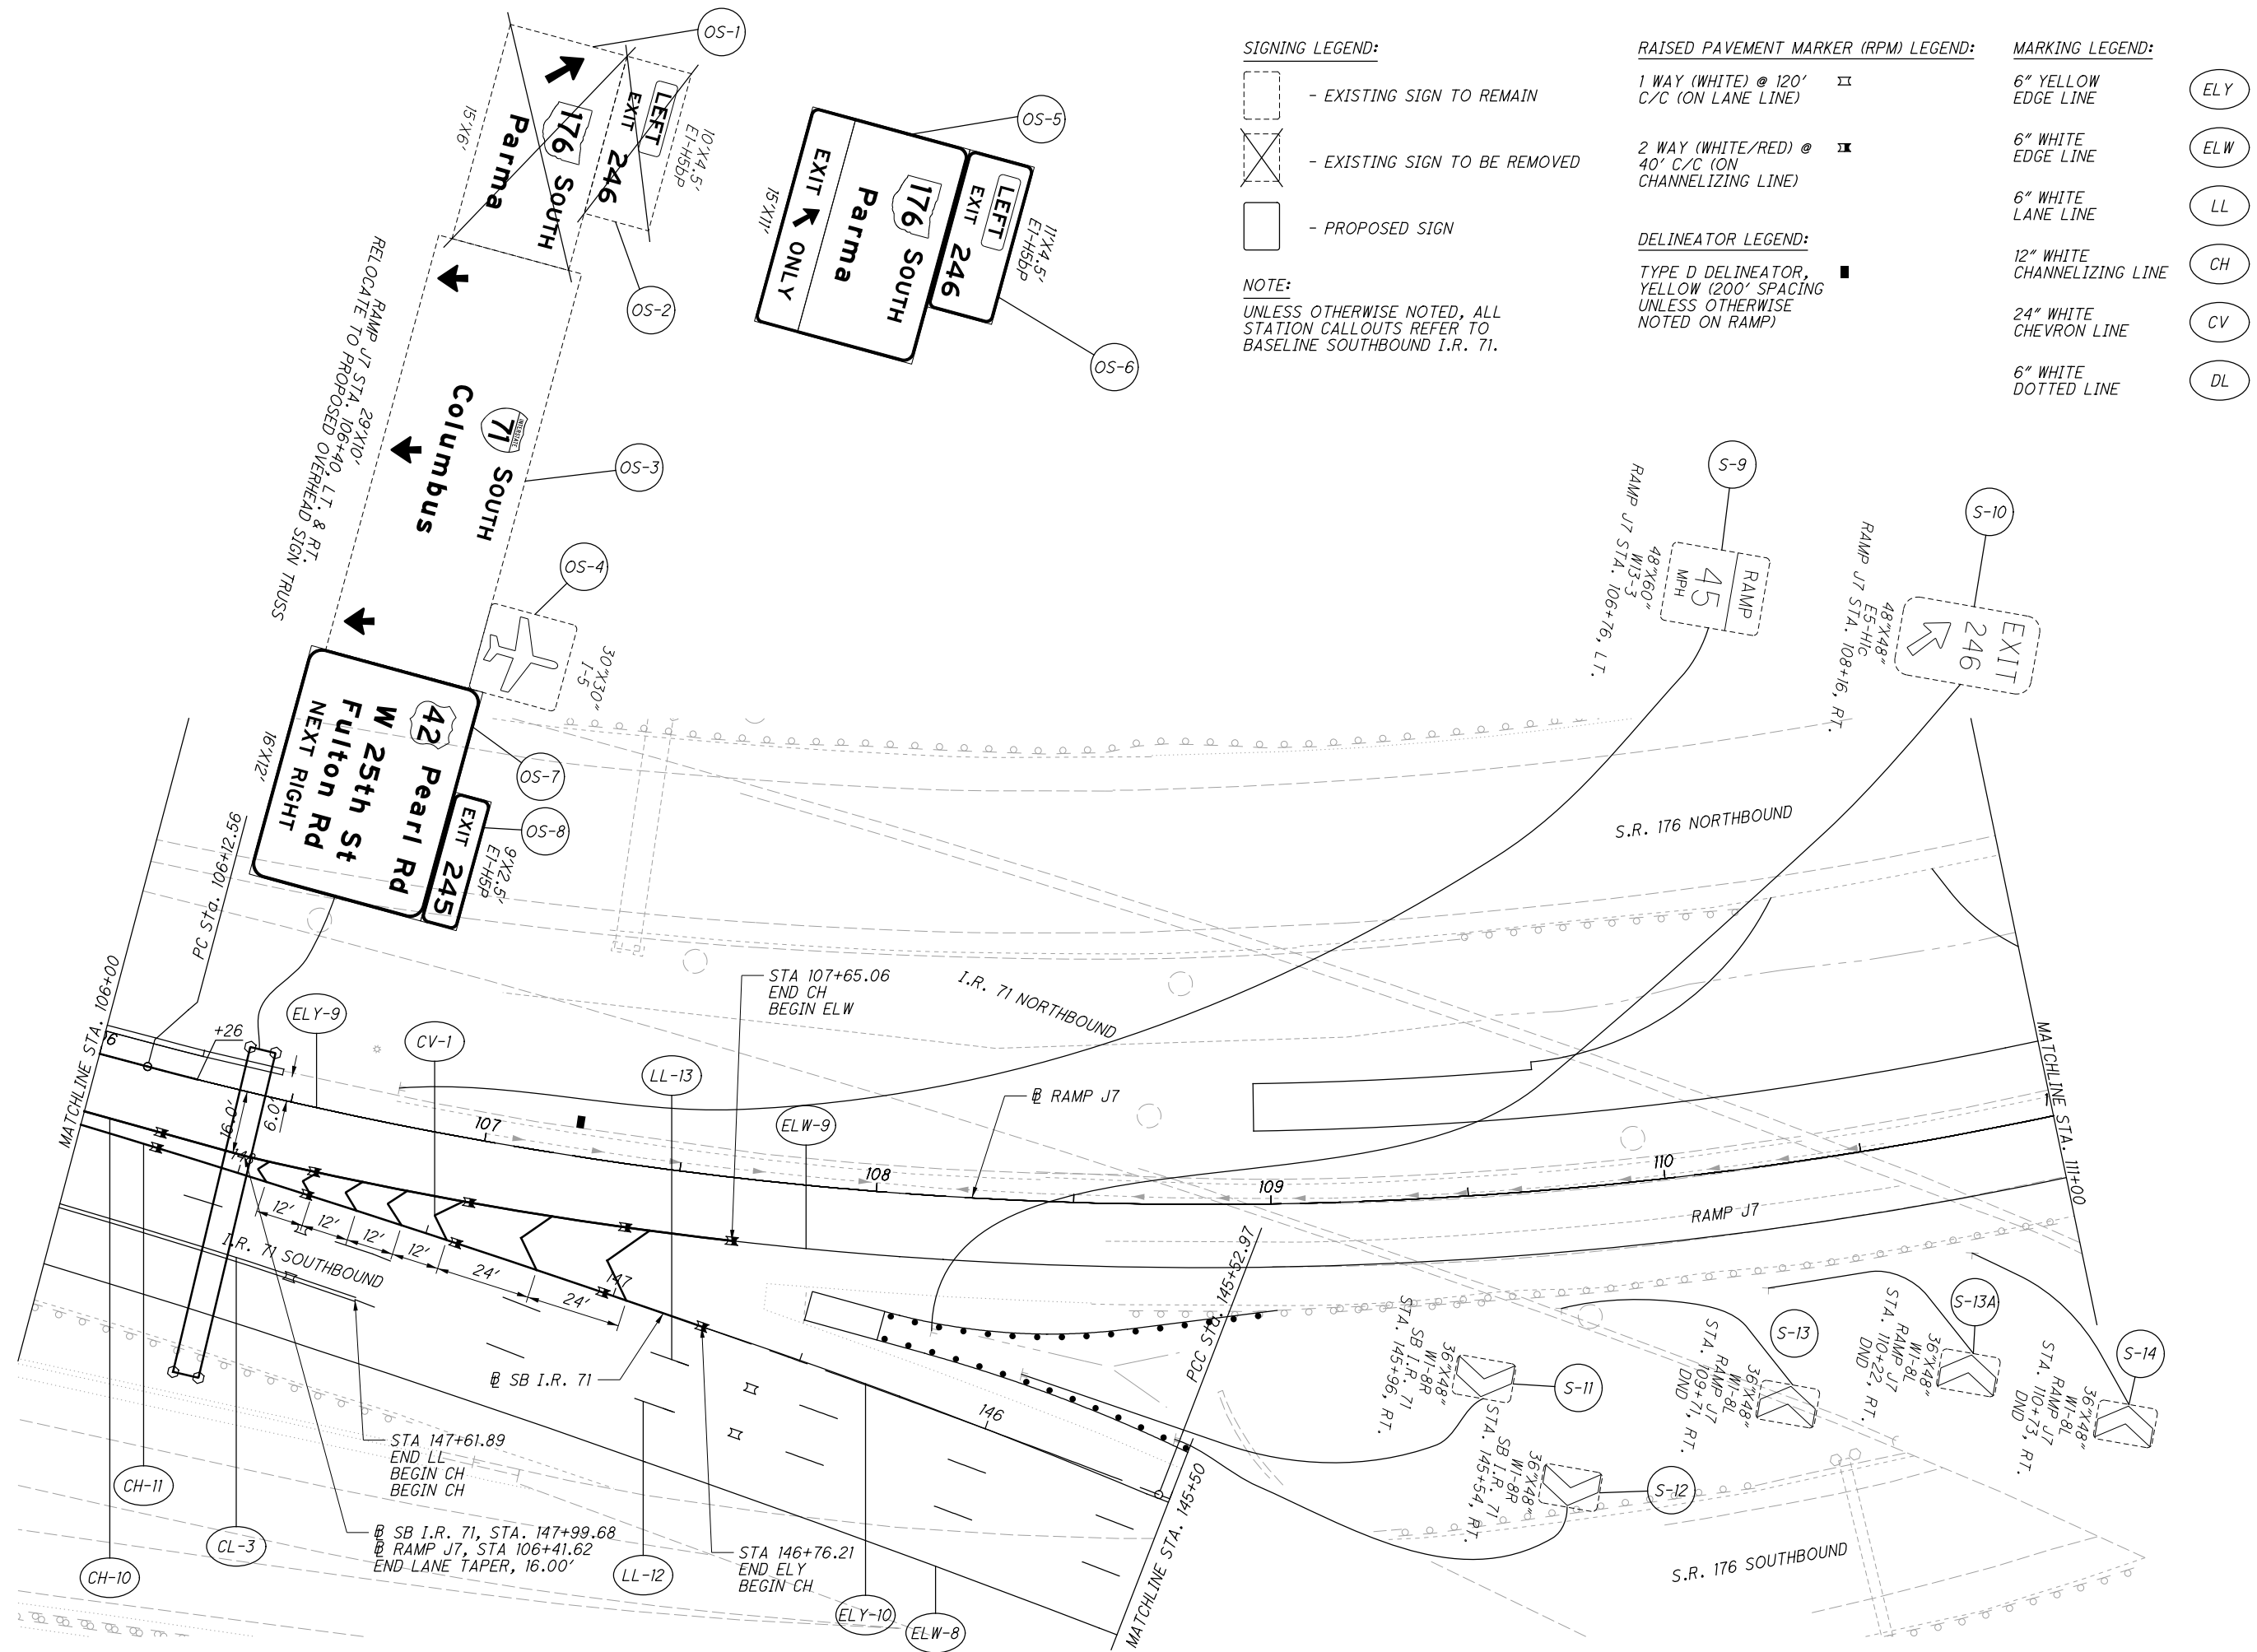 SIGNING LEGEND:
- EXISTING SIGN TO REMAIN
- EXISTING SIGN TO BE REMOVED
- PROPOSED SIGN
NOTE:
UNLESS OTHERWISE NOTED, ALL
STATION CALLOUTS REFER TO
BASELINE SOUTHBOUND I.R. 71.
RAISED PAVEMENT MARKER (RPM) LEGEND:
1 WAY (WHITE) @ 120'
C/C (ON LANE LINE)
2 WAY (WHITE/RED) @
40' C/C (ON
CHANNELIZING LINE)
DELINEATOR LEGEND:
TYPE D DELINEATOR,
YELLOW (200' SPACING
UNLESS OTHERWISE
NOTED ON RAMP)
MARKING LEGEND:
6" YELLOW
EDGE LINE
ELY
6" WHITE
EDGE LINE
ELW
6" WHITE
LANE LINE
LL
12" WHITE
CHANNELIZING LINE
CH
24" WHITE
CHEVRON LINE
CV
6" WHITE
DOTTED LINE
DL
OS-1
LEFT
EXIT 246
176 SOUTH
Parma
15'X6'
10'X4.5'
E1-H5bP
OS-2
OS-5
LEFT
EXIT 246
176 SOUTH
Parma
EXIT ONLY
15'X11'
11'X4.5'
E1-H5bP
OS-6
INTERSTATE
71 SOUTH
Columbus
29'X10'
RAMP J7 STA. 106+40, LT. & RT.
RELOCATE TO PROPOSED OVERHEAD SIGN TRUSS
OS-3
OS-4
30"X30"
I-5
42 Pearl Rd
W 25th St
Fulton Rd
NEXT RIGHT
16'X12'
OS-7
EXIT 245
OS-8
9'X2.5'
E1-H5P
S-9
RAMP
45
MPH
48"X60"
W13-3
RAMP J7 STA. 106+76, LT.
S-10
EXIT
246
48"X48"
E5-H1c
RAMP J7 STA. 108+16, RT.
S.R. 176 NORTHBOUND
I.R. 71 NORTHBOUND
PC Sta. 106+12.56
MATCHLINE STA. 106+00
+26
16.0'
6.0'
ELY-9
CV-1
LL-13
STA 107+65.06
END CH
BEGIN ELW
ELW-9
₧ RAMP J7
107
108
109
110
MATCHLINE STA. 111+00
RAMP J7
12'
12'
12'
12'
24'
24'
147
146
I.R. 71 SOUTHBOUND
₧ SB I.R. 71
PCC Sta. 145+52.97
MATCHLINE STA. 145+50
STA 147+61.89
END LL
BEGIN CH
BEGIN CH
₧ SB I.R. 71, STA. 147+99.68
₧ RAMP J7, STA 106+41.62
END LANE TAPER, 16.00'
STA 146+76.21
END ELY
BEGIN CH
CH-11
CH-10
CL-3
LL-12
ELY-10
ELW-8
36"X48"
W1-8R
SB I.R. 71
STA. 145+96, RT.
S-11
36"X48"
W1-8R
SB I.R. 71
STA. 145+54, RT.
S-12
36"X48"
W1-8L
RAMP J7
STA. 109+71, RT.
DND
S-13
36"X48"
W1-8L
RAMP J7
STA. 110+22, RT.
DND
S-13A
36"X48"
W1-8L
RAMP J7
STA. 110+73, RT.
DND
S-14
S.R. 176 SOUTHBOUND